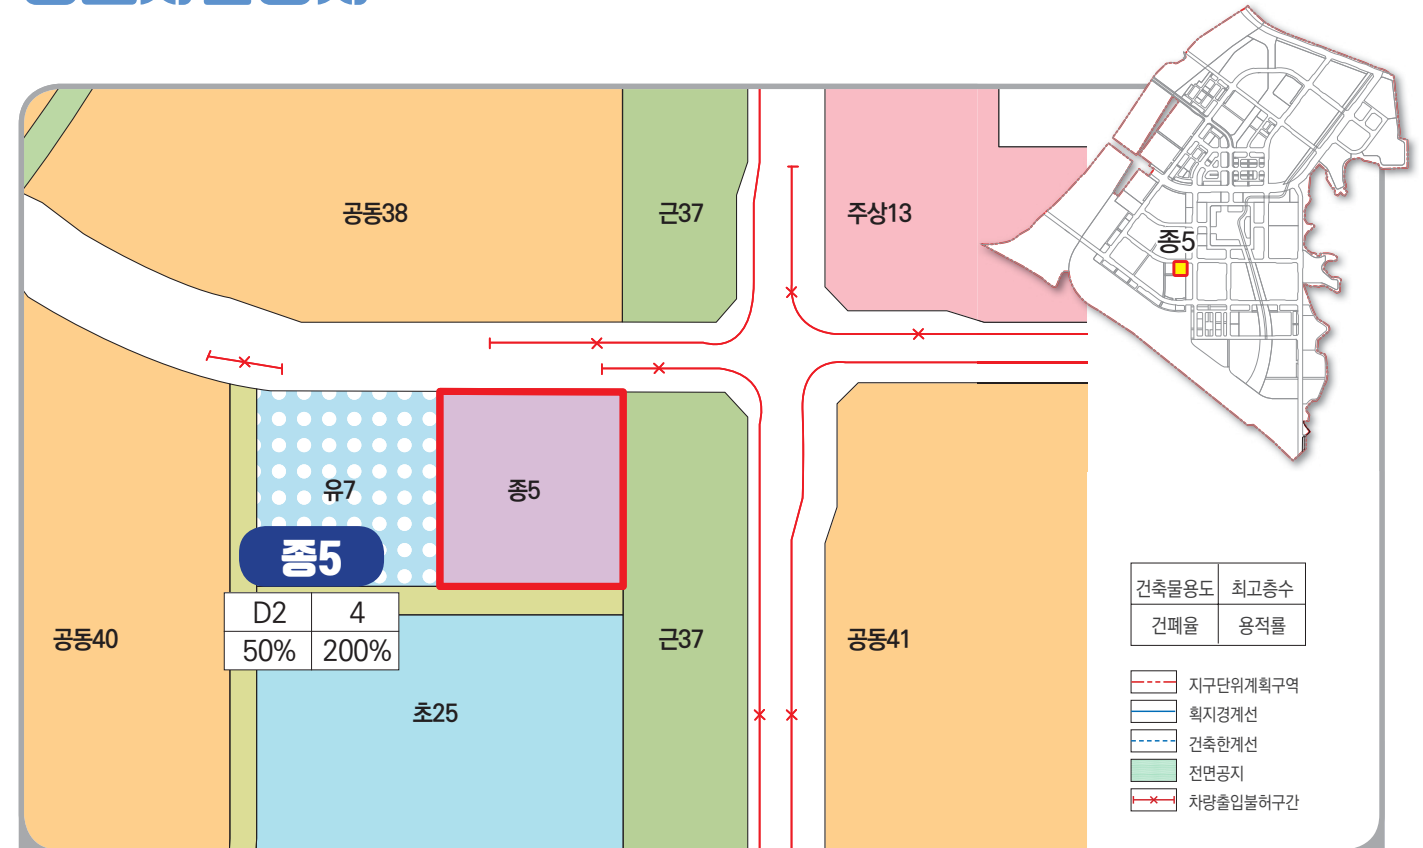 공동38
근37
주상13
종5
유7
종5
종5
D2 4
50% 200%
공동40
근37
공동41
초25
건축물용도 최고층수
건폐율 용적률
지구단위계획구역
획지경계선
건축한계선
전면공지
차량출입불허구간